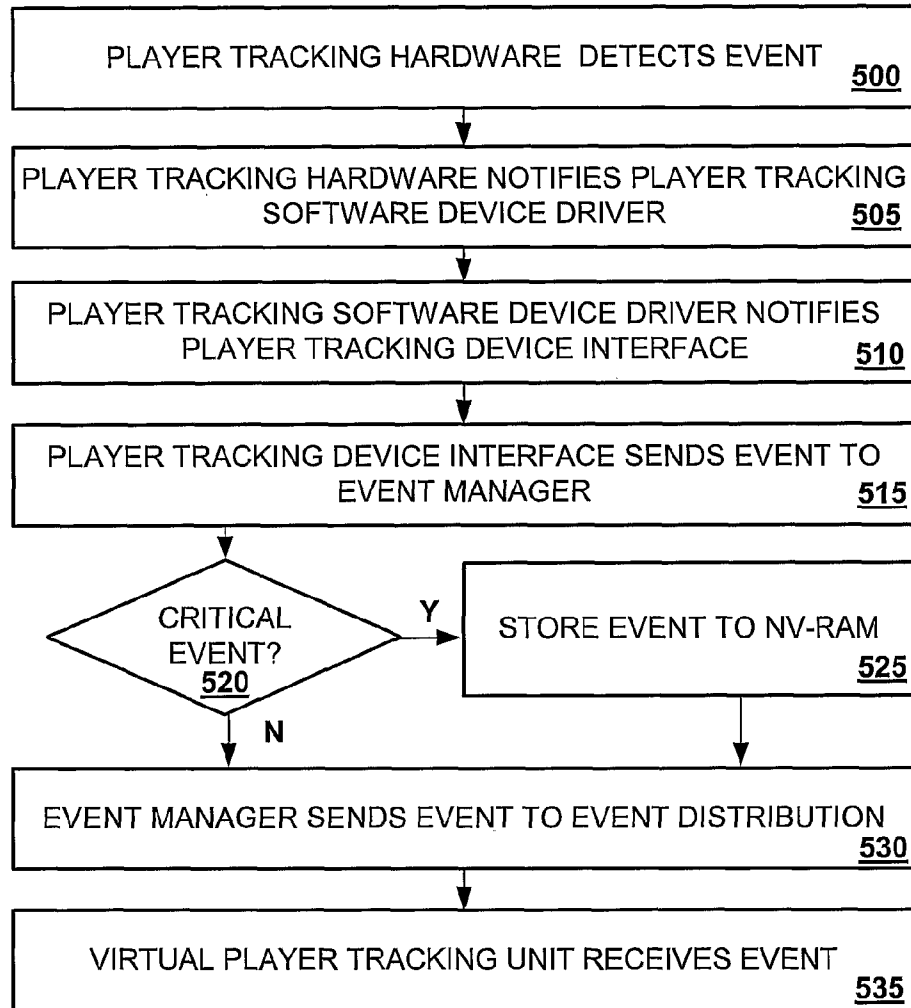 PLAYER TRACKING HARDWARE DETECTS EVENT
500
PLAYER TRACKING HARDWARE NOTIFIES PLAYER TRACKING
SOFTWARE DEVICE DRIVER
505
PLAYER TRACKING SOFTWARE DEVICE DRIVER NOTIFIES
PLAYER TRACKING DEVICE INTERFACE
510
PLAYER TRACKING DEVICE INTERFACE SENDS EVENT TO
EVENT MANAGER
515
CRITICAL
EVENT?
520
Y
N
STORE EVENT TO NV-RAM
525
EVENT MANAGER SENDS EVENT TO EVENT DISTRIBUTION
530
VIRTUAL PLAYER TRACKING UNIT RECEIVES EVENT
535